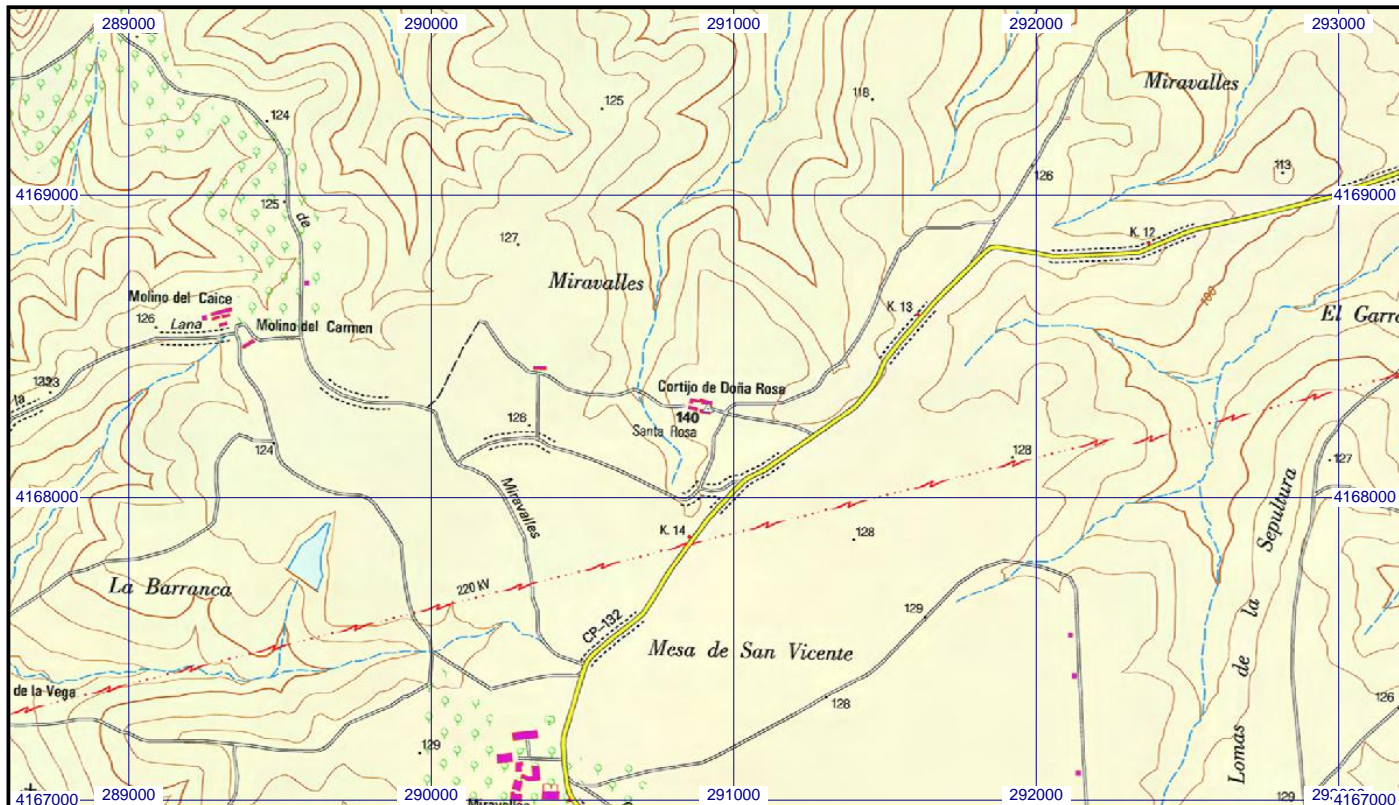 289000 290000 291000 292000 293000
Miravalles
125
118
124
113
126
4169000 4169000
125
de
127
K. 12
Miravalles
Molino del Caice
126 Lana Molino del Carmen
K. 13
El Garro
la
Cortijo de Doña Rosa
140
Santa Rosa
128
124
128
127
4168000 4168000
Miravalles
Sepultura
K. 14
128
La Barranca
220 kV
129
CP-132
Mesa de San Vicente
de la Vega
128
126
129
Lomas de la
129
4167000 4167000
289000 290000 291000 292000
Miravalles